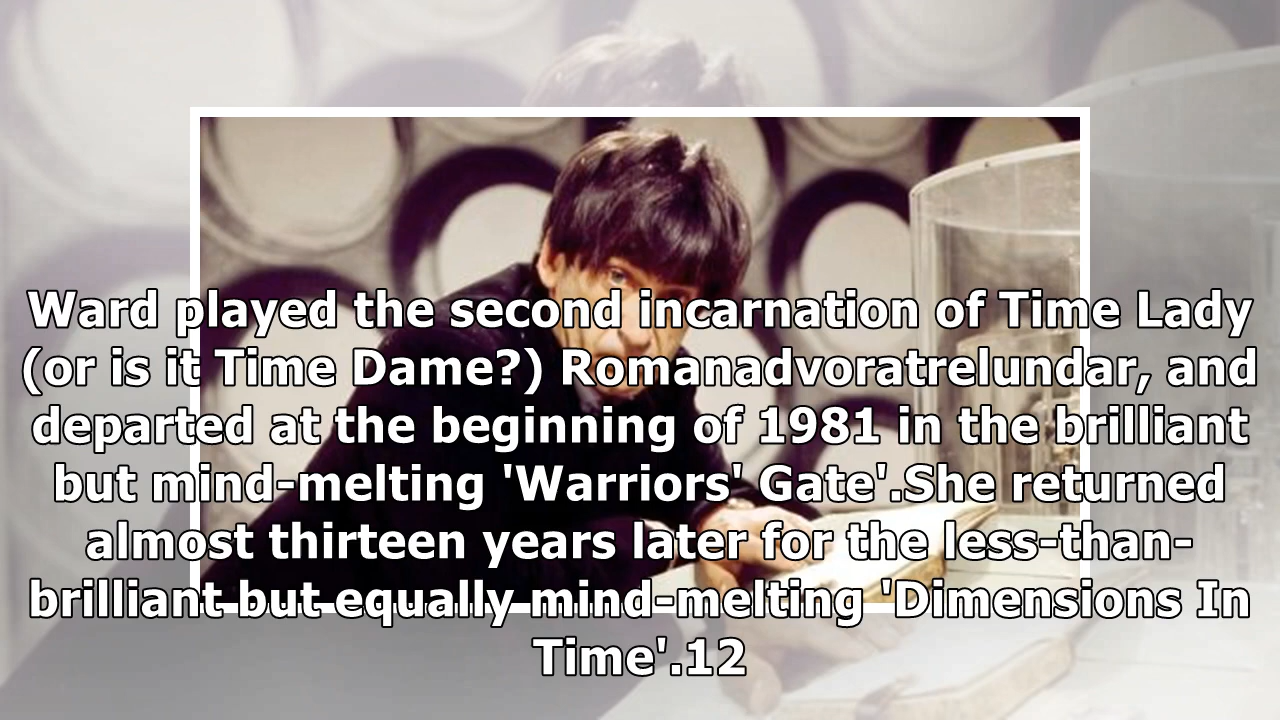 Ward played the second incarnation of Time Lady
(or is it Time Dame?) Romanadvoratrelundar, and
departed at the beginning of 1981 in the brilliant
but mind-melting 'Warriors' Gate'.She returned
almost thirteen years later for the less-than-
brilliant but equally mind-melting 'Dimensions In
Time'.12